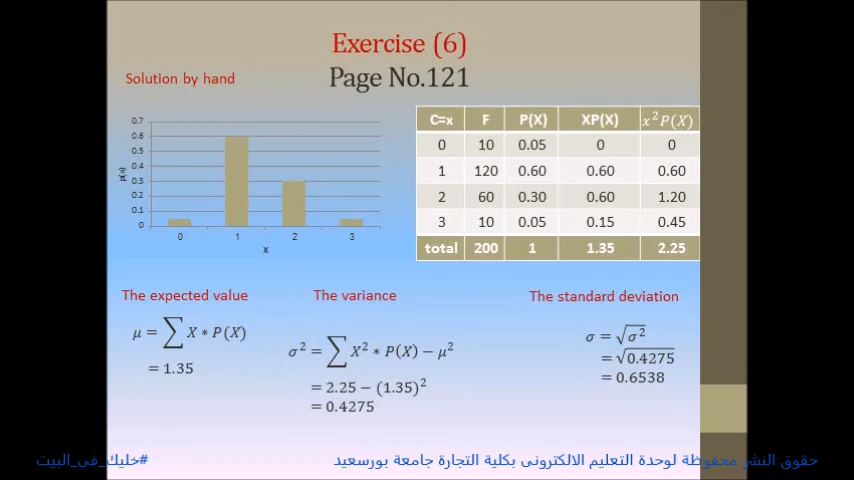 Exercise (6)
Page No.121
Solution by hand
0.7
0.6
0.5
0.4
0.3
0.2
0.1
0
p(x)
0 1 2 3
x
C=x F P(X) XP(X) x²P(X)
0 10 0.05 0 0
1 120 0.60 0.60 0.60
2 60 0.30 0.60 1.20
3 10 0.05 0.15 0.45
total 200 1 1.35 2.25
The expected value
μ = ∑ X * P(X)
= 1.35
The variance
σ² = ∑ X² * P(X) − μ²
= 2.25 − (1.35)²
= 0.4275
The standard deviation
σ = √σ²
= √0.4275
= 0.6538
حقوق النشر محفوظة لوحدة التعليم الالكترونى بكلية التجارة جامعة بورسعيد
#خليك_فى_البيت